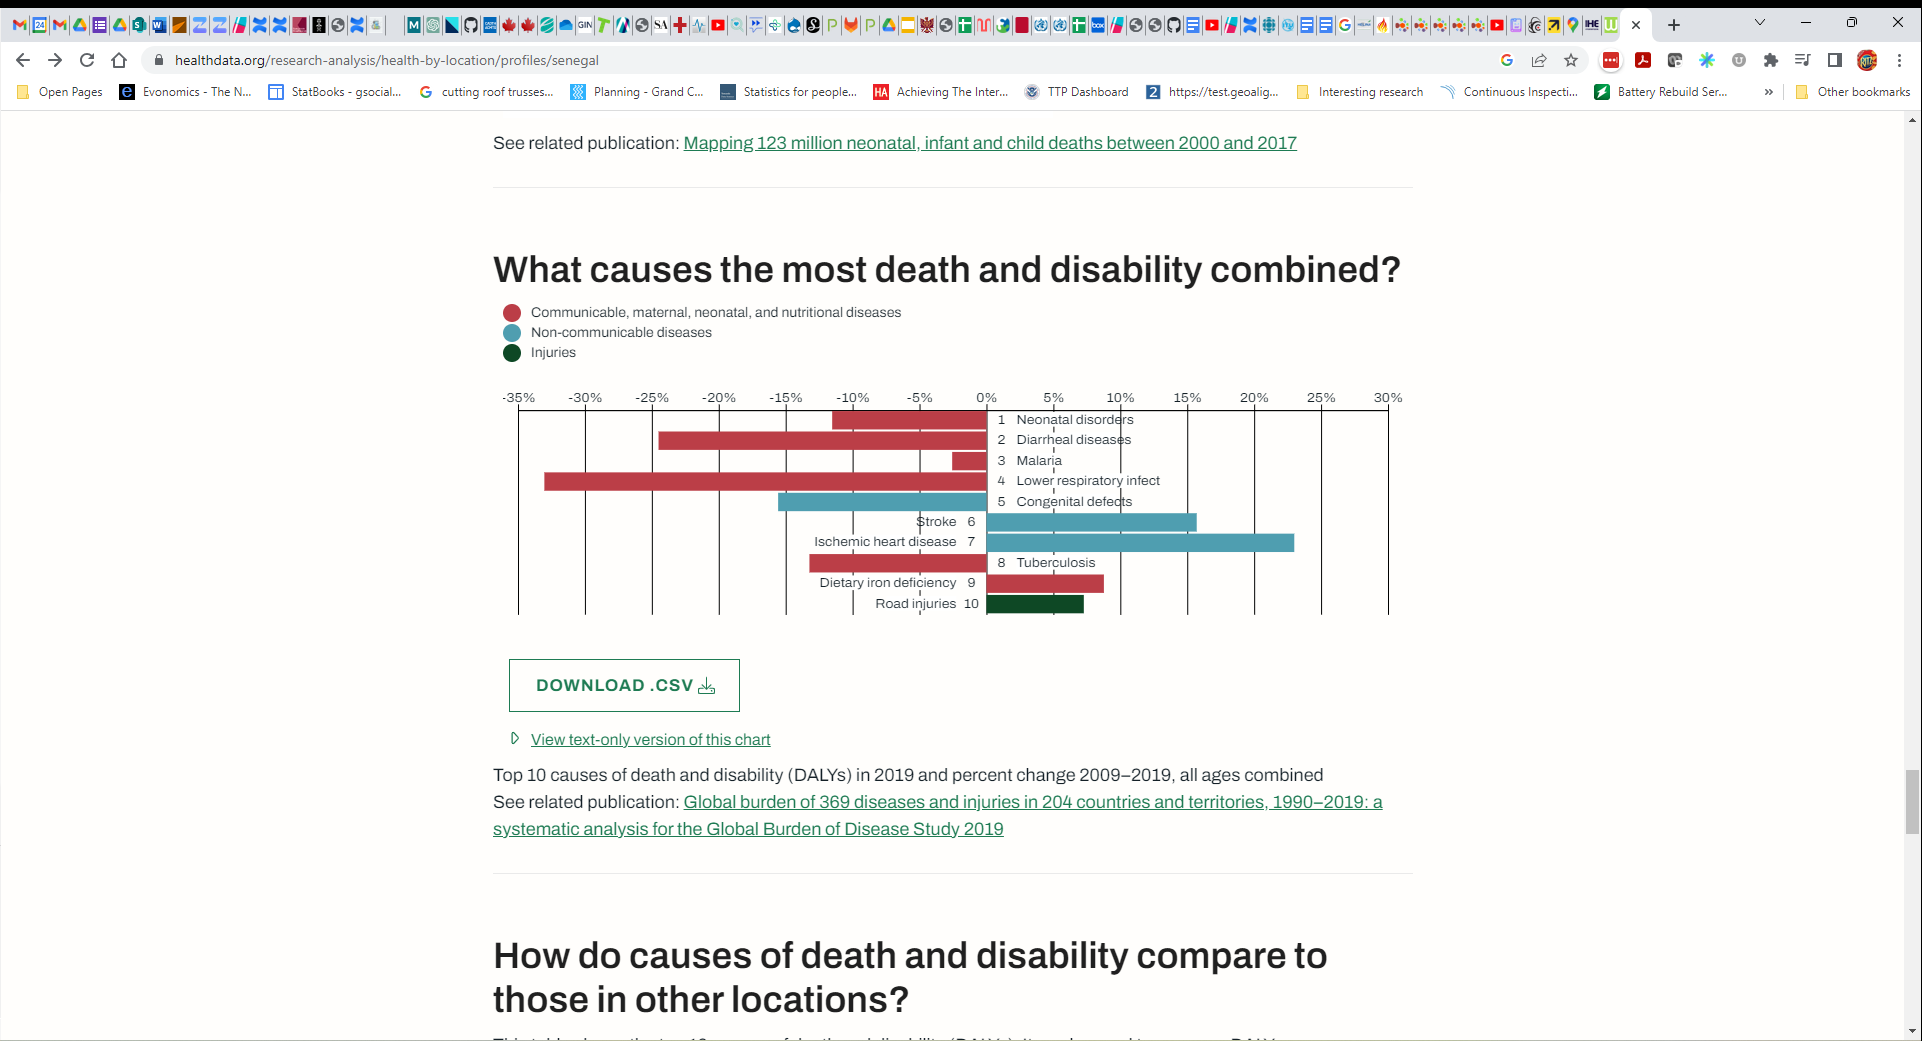 healthdata.org/research-analysis/health-by-location/profiles/senegal
Open Pages
Evonomics - The N...
StatBooks - gsocial...
cutting roof trusses...
Planning - Grand C...
Statistics for people...
Achieving The Inter...
TTP Dashboard
https://test.geoalig...
Interesting research
Continuous Inspecti...
Battery Rebuild Ser...
»
Other bookmarks
See related publication: Mapping 123 million neonatal, infant and child deaths between 2000 and 2017
What causes the most death and disability combined?
Communicable, maternal, neonatal, and nutritional diseases
Non-communicable diseases
Injuries
-35% -30% -25% -20% -15% -10% -5% 0% 5% 10% 15% 20% 25% 30%
1 Neonatal disorders
2 Diarrheal diseases
3 Malaria
4 Lower respiratory infect
5 Congenital defects
Stroke 6
Ischemic heart disease 7
8 Tuberculosis
Dietary iron deficiency 9
Road injuries 10
DOWNLOAD .CSV
View text-only version of this chart
Top 10 causes of death and disability (DALYs) in 2019 and percent change 2009–2019, all ages combined
See related publication: Global burden of 369 diseases and injuries in 204 countries and territories, 1990–2019: a
systematic analysis for the Global Burden of Disease Study 2019
How do causes of death and disability compare to
those in other locations?